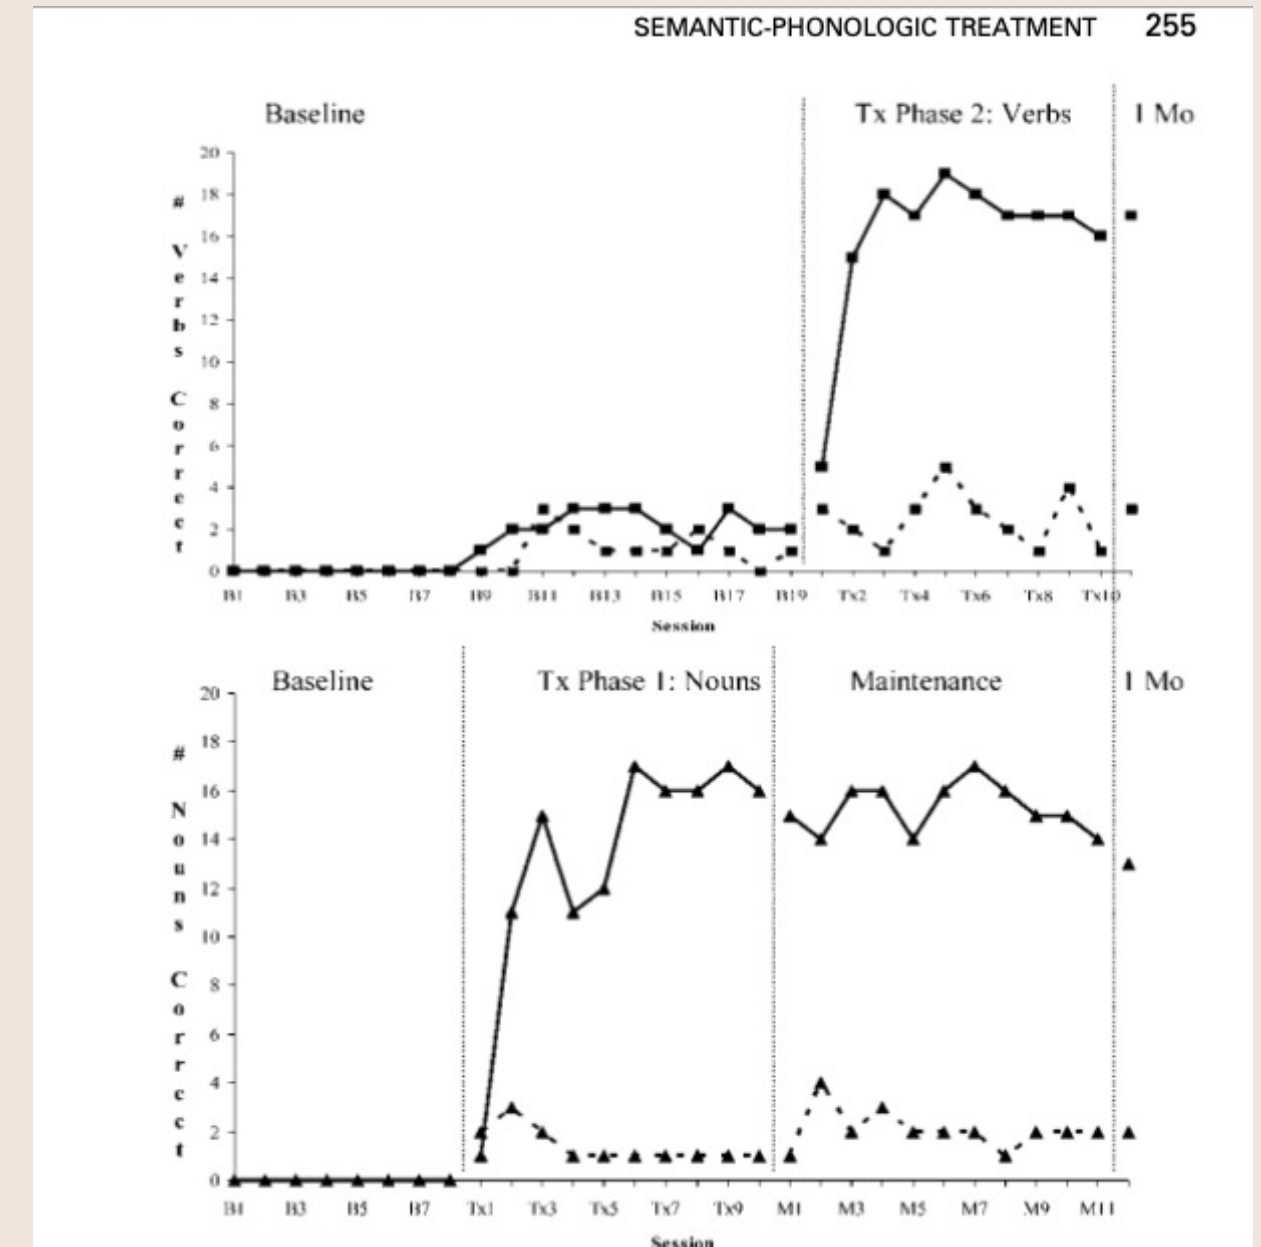 SEMANTIC-PHONOLOGIC TREATMENT 255
Baseline Tx Phase 2: Verbs 1 Mo
# Verbs Correct
20
18
16
14
12
10
8
6
4
2
0
B1 B3 B5 B7 B9 B11 B13 B15 B17 B19 Tx2 Tx4 Tx6 Tx8 Tx10
Session
Baseline Tx Phase 1: Nouns Maintenance 1 Mo
# Nouns Correct
20
18
16
14
12
10
8
6
4
2
0
B1 B3 B5 B7 Tx1 Tx3 Tx5 Tx7 Tx9 M1 M3 M5 M7 M9 M11
Session